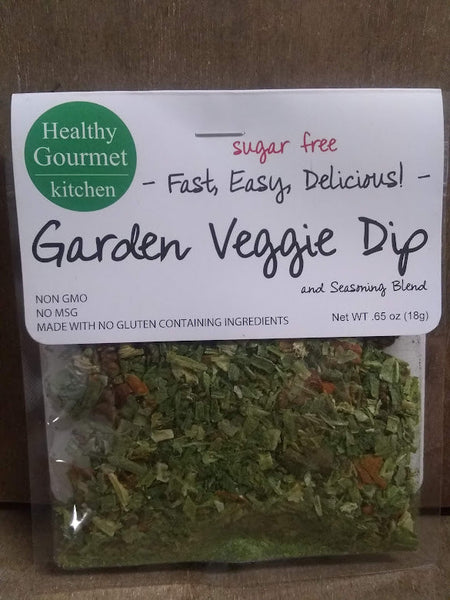 Healthy
Gourmet
kitchen
sugar free
- Fast, Easy, Delicious! -
Garden Veggie Dip
and Seasoning Blend
NON GMO
NO MSG
MADE WITH NO GLUTEN CONTAINING INGREDIENTS
Net WT .65 oz (18g)